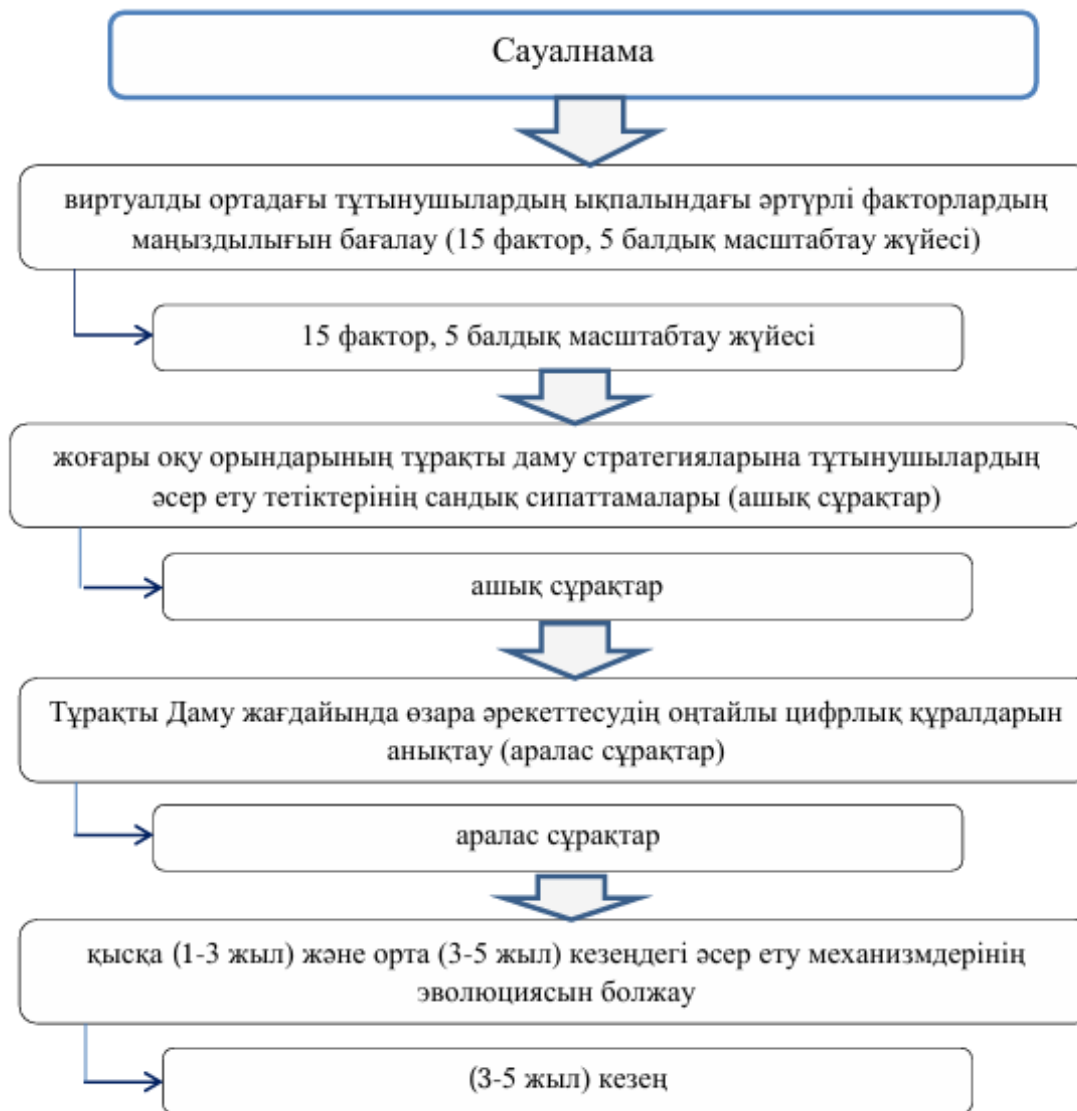 Сауалнама
виртуалды ортадағы тұтынушылардың ықпалындағы әртүрлі факторлардың
маңыздылығын бағалау (15 фактор, 5 балдық масштабтау жүйесі)
15 фактор, 5 балдық масштабтау жүйесі
жоғары оқу орындарының тұрақты даму стратегияларына тұтынушылардың
әсер ету тетіктерінің сандық сипаттамалары (ашық сұрақтар)
ашық сұрақтар
Тұрақты Даму жағдайында өзара әрекеттесудің оңтайлы цифрлық құралдарын
анықтау (аралас сұрақтар)
аралас сұрақтар
қысқа (1-3 жыл) және орта (3-5 жыл) кезеңдегі әсер ету механизмдерінің
эволюциясын болжау
(3-5 жыл) кезең